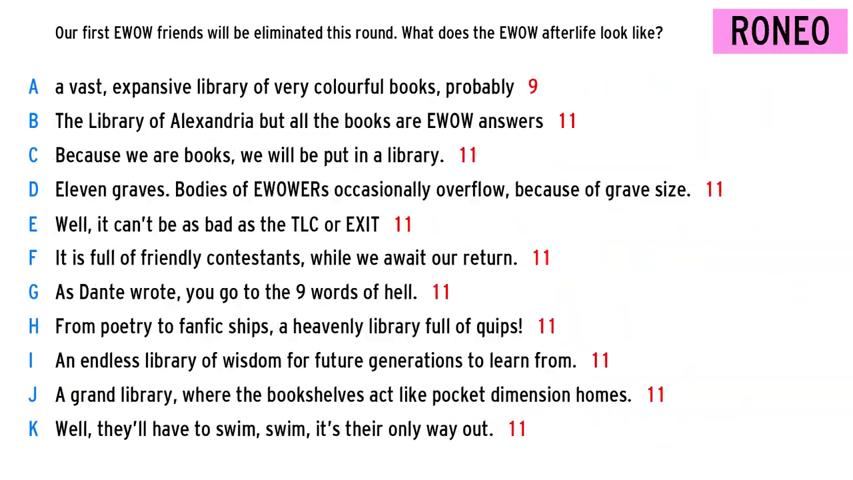 Our first EWOW friends will be eliminated this round. What does the EWOW afterlife look like?
RONEO
A a vast, expansive library of very colourful books, probably 9
B The Library of Alexandria but all the books are EWOW answers 11
C Because we are books, we will be put in a library. 11
D Eleven graves. Bodies of EWOWERs occasionally overflow, because of grave size. 11
E Well, it can't be as bad as the TLC or EXIT 11
F It is full of friendly contestants, while we await our return. 11
G As Dante wrote, you go to the 9 words of hell. 11
H From poetry to fanfic ships, a heavenly library full of quips! 11
I An endless library of wisdom for future generations to learn from. 11
J A grand library, where the bookshelves act like pocket dimension homes. 11
K Well, they'll have to swim, swim, it's their only way out. 11